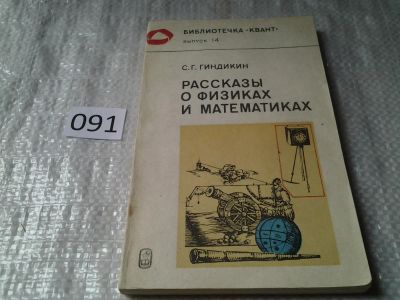 БИБЛИОТЕЧКА «КВАНТ»
выпуск 14
С.Г. ГИНДИКИН
РАССКАЗЫ
О ФИЗИКАХ
И МАТЕМАТИКАХ
091